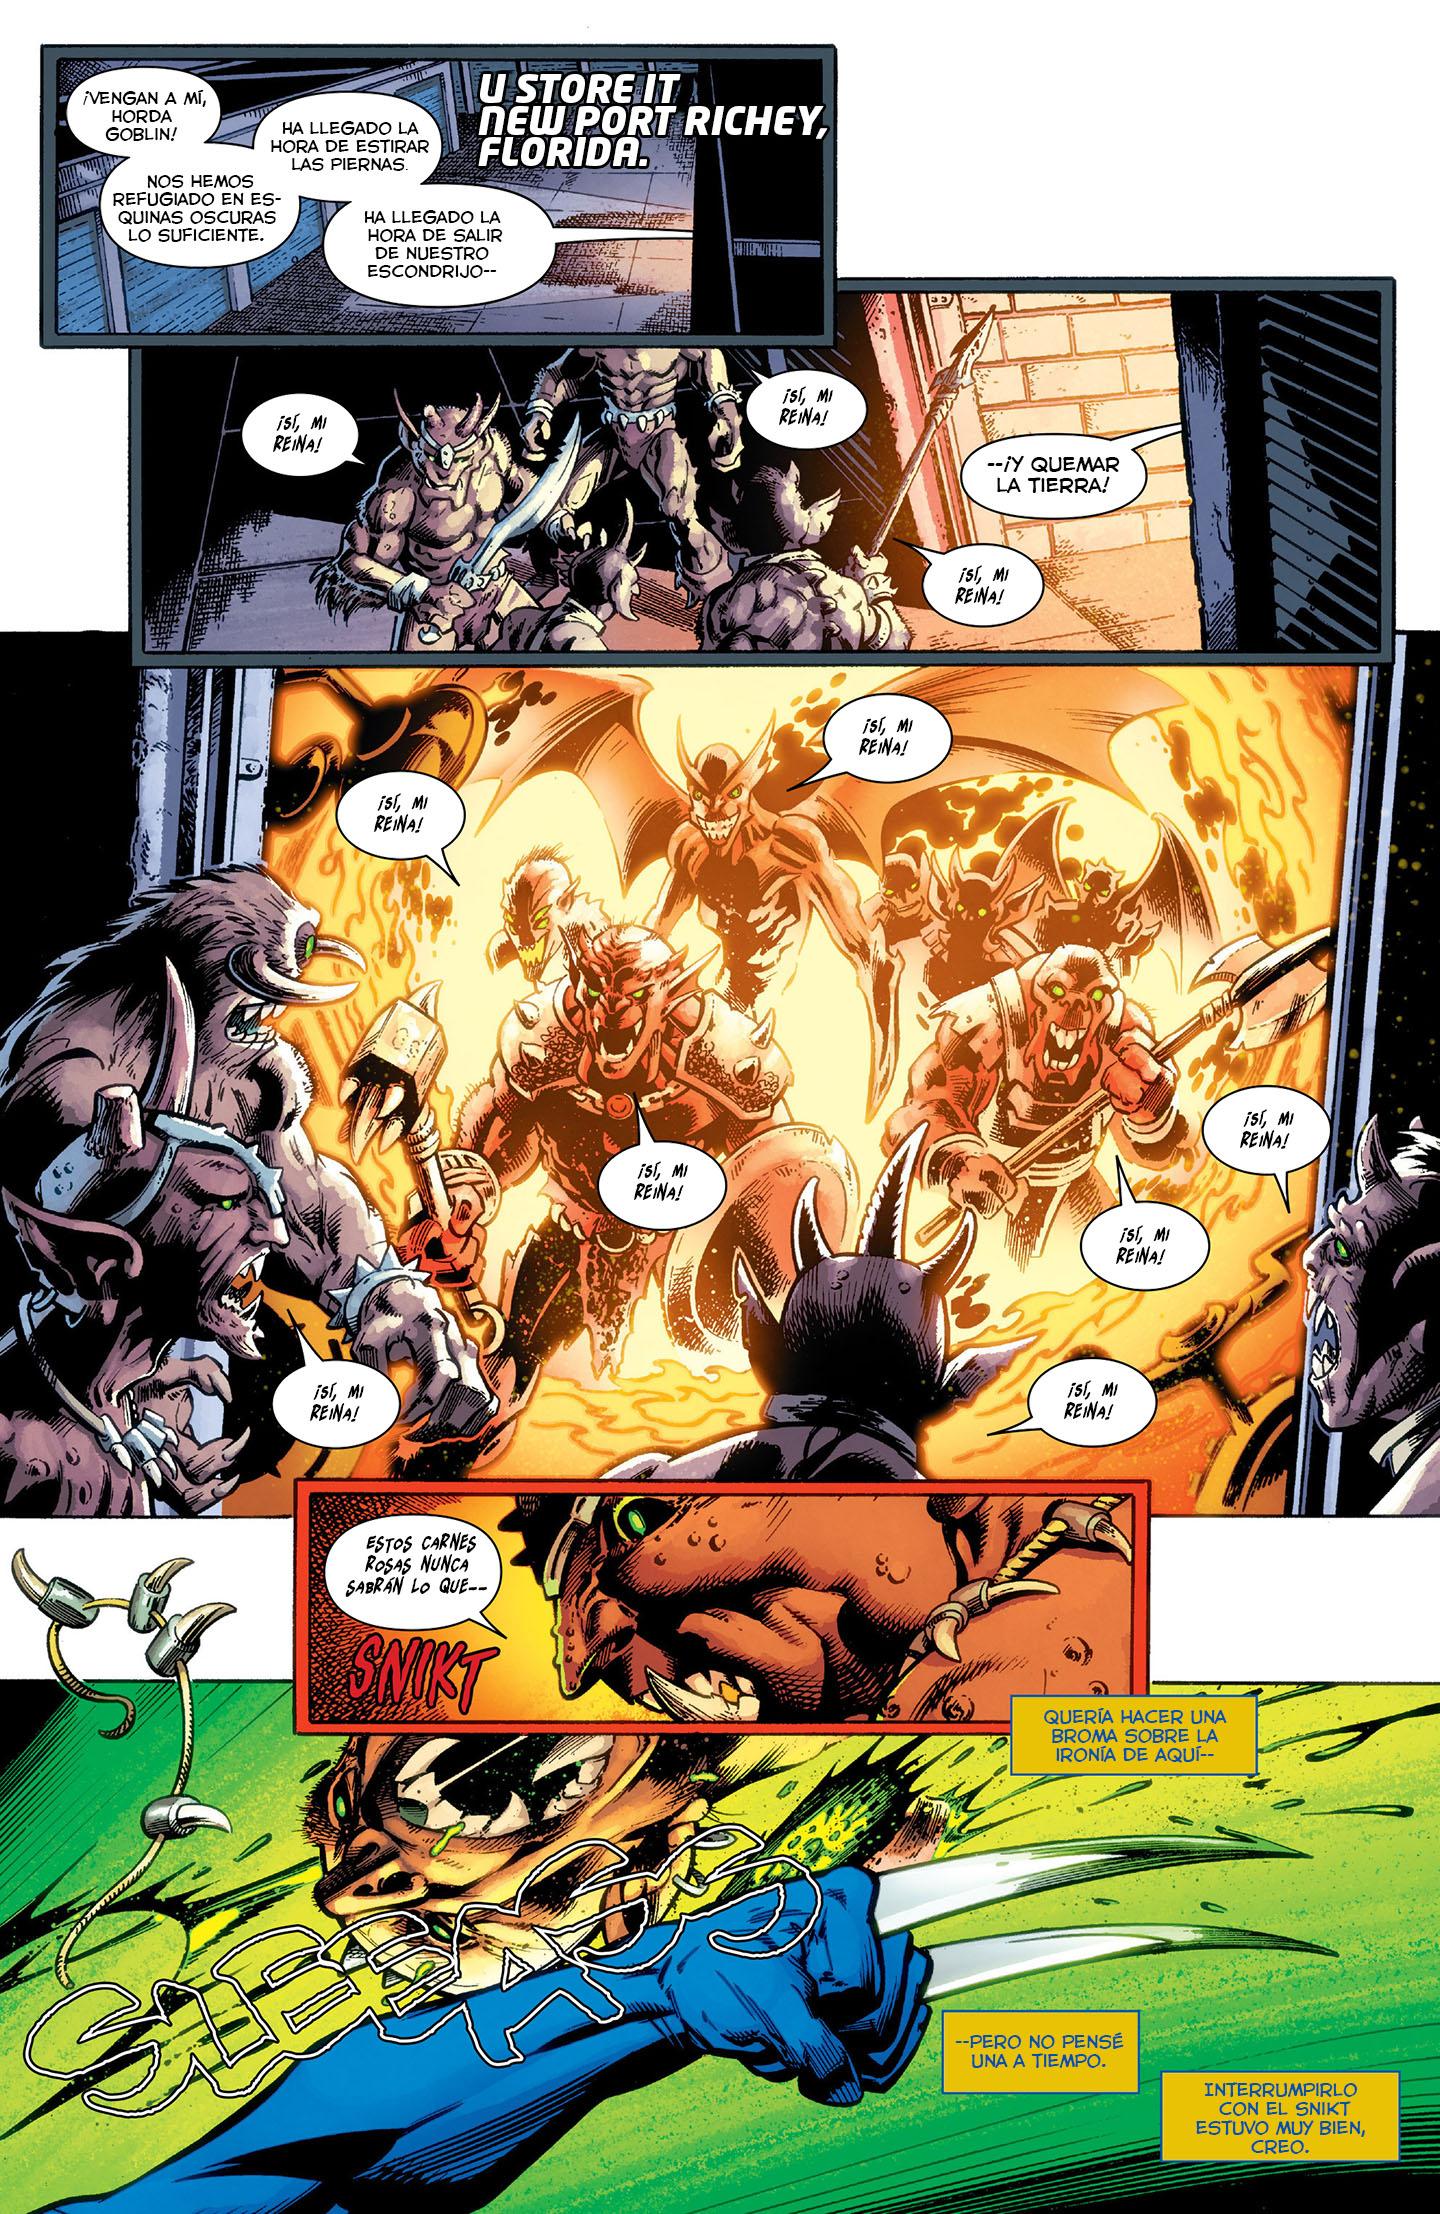 ¡VENGAN A MÍ,
HORDA
GOBLIN!
U STORE IT
NEW PORT RICHEY,
FLORIDA.
HA LLEGADO LA
HORA DE ESTIRAR
LAS PIERNAS.
NOS HEMOS
REFUGIADO EN ES-
QUINAS OSCURAS
LO SUFICIENTE.
HA LLEGADO LA
HORA DE SALIR
DE NUESTRO
ESCONDRIJO--
¡SÍ, MI
REINA!
¡SÍ, MI
REINA!
--¡Y QUEMAR
LA TIERRA!
¡SÍ, MI
REINA!
¡SÍ, MI
REINA!
¡SÍ, MI
REINA!
¡SÍ, MI
REINA!
¡SÍ, MI
REINA!
¡SÍ, MI
REINA!
¡SÍ, MI
REINA!
¡SÍ, MI
REINA!
ESTOS CARNES
ROSAS NUNCA
SABRÁN LO QUE--
SNIKT
QUERÍA HACER UNA
BROMA SOBRE LA
IRONÍA DE AQUÍ--
--PERO NO PENSÉ
UNA A TIEMPO.
INTERRUMPIRLO
CON EL SNIKT
ESTUVO MUY BIEN,
CREO.